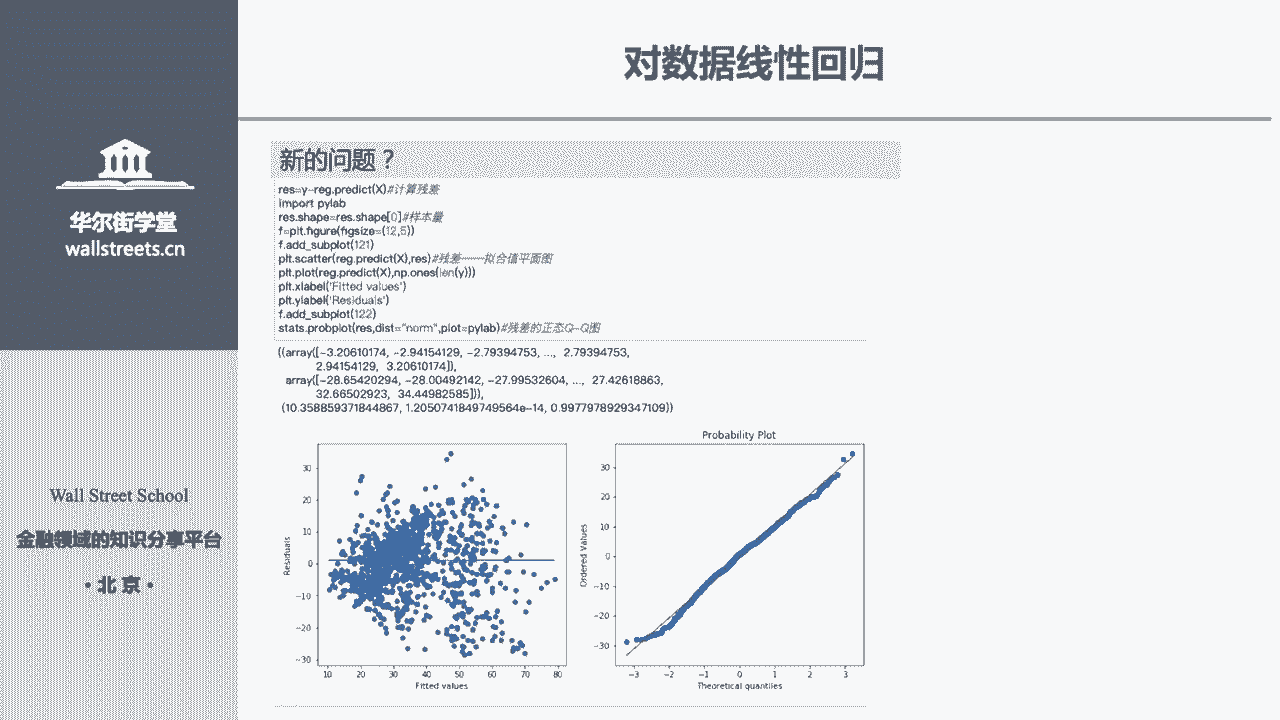 对数据线性回归
华尔街学堂
wallstreets.cn
Wall Street School
金融领域的知识分享平台
·北京·
新的问题？
res=y-reg.predict(X)#计算残差
import pylab
res.shape=res.shape[0]#样本量
f=plt.figure(figsize=(12,5))
f.add_subplot(121)
plt.scatter(reg.predict(X),res)#残差——拟合值平面图
plt.plot(reg.predict(X),np.ones(len(y)))
plt.xlabel('Fitted values')
plt.ylabel('Residuals')
f.add_subplot(122)
stats.probplot(res,dist="norm",plot=pylab)#残差的正态Q-Q图
((array([-3.20610174, -2.94154129, -2.79394753, ..., 2.79394753,
2.94154129, 3.20610174]),
array([-28.65420294, -28.00492142, -27.99532604, ..., 27.42618863,
32.66502923, 34.44982585])),
(10.358859371844867, 1.2050741849749564e-14, 0.9977978929347109))
Residuals
30
20
10
0
-10
-20
-30
10 20 30 40 50 60 70 80
Fitted values
Probability Plot
Ordered Values
30
20
10
0
-10
-20
-30
-3 -2 -1 0 1 2 3
Theoretical quantiles